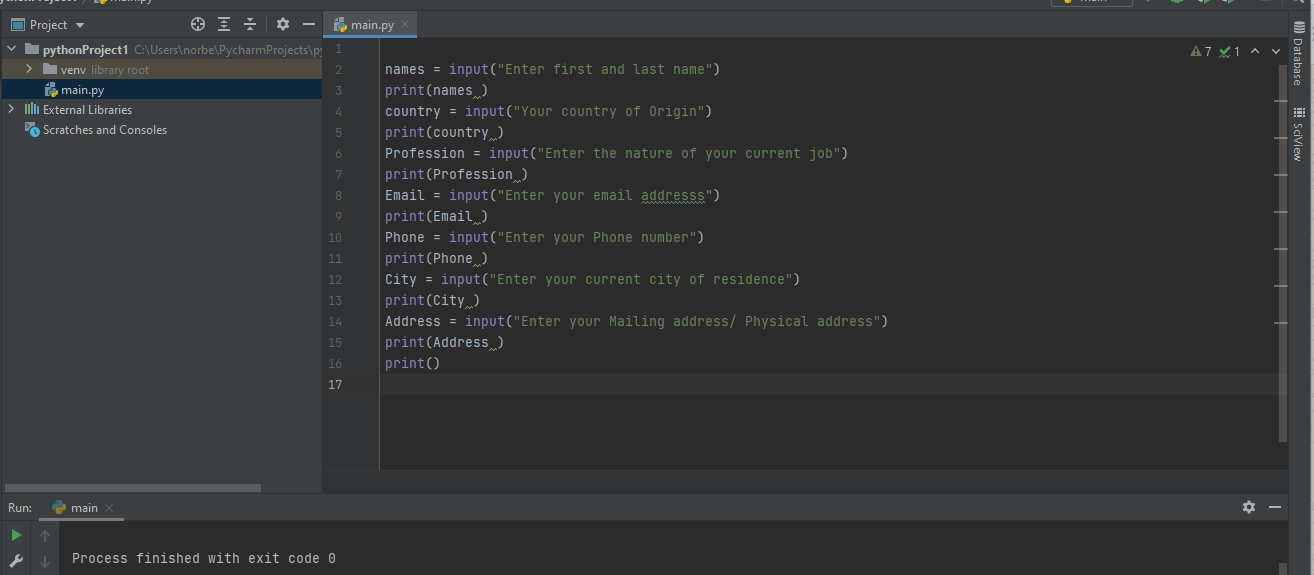 Project
main.py
pythonProject1 C:\Users\norbe\PycharmProjects\py
venv library root
main.py
External Libraries
Scratches and Consoles
7 1
Database
SciView
1
2 names = input("Enter first and last name")
3 print(names )
4 country = input("Your country of Origin")
5 print(country )
6 Profession = input("Enter the nature of your current job")
7 print(Profession )
8 Email = input("Enter your email addresss")
9 print(Email )
10 Phone = input("Enter your Phone number")
11 print(Phone )
12 City = input("Enter your current city of residence")
13 print(City )
14 Address = input("Enter your Mailing address/ Physical address")
15 print(Address )
16 print()
17
Run: main
Process finished with exit code 0